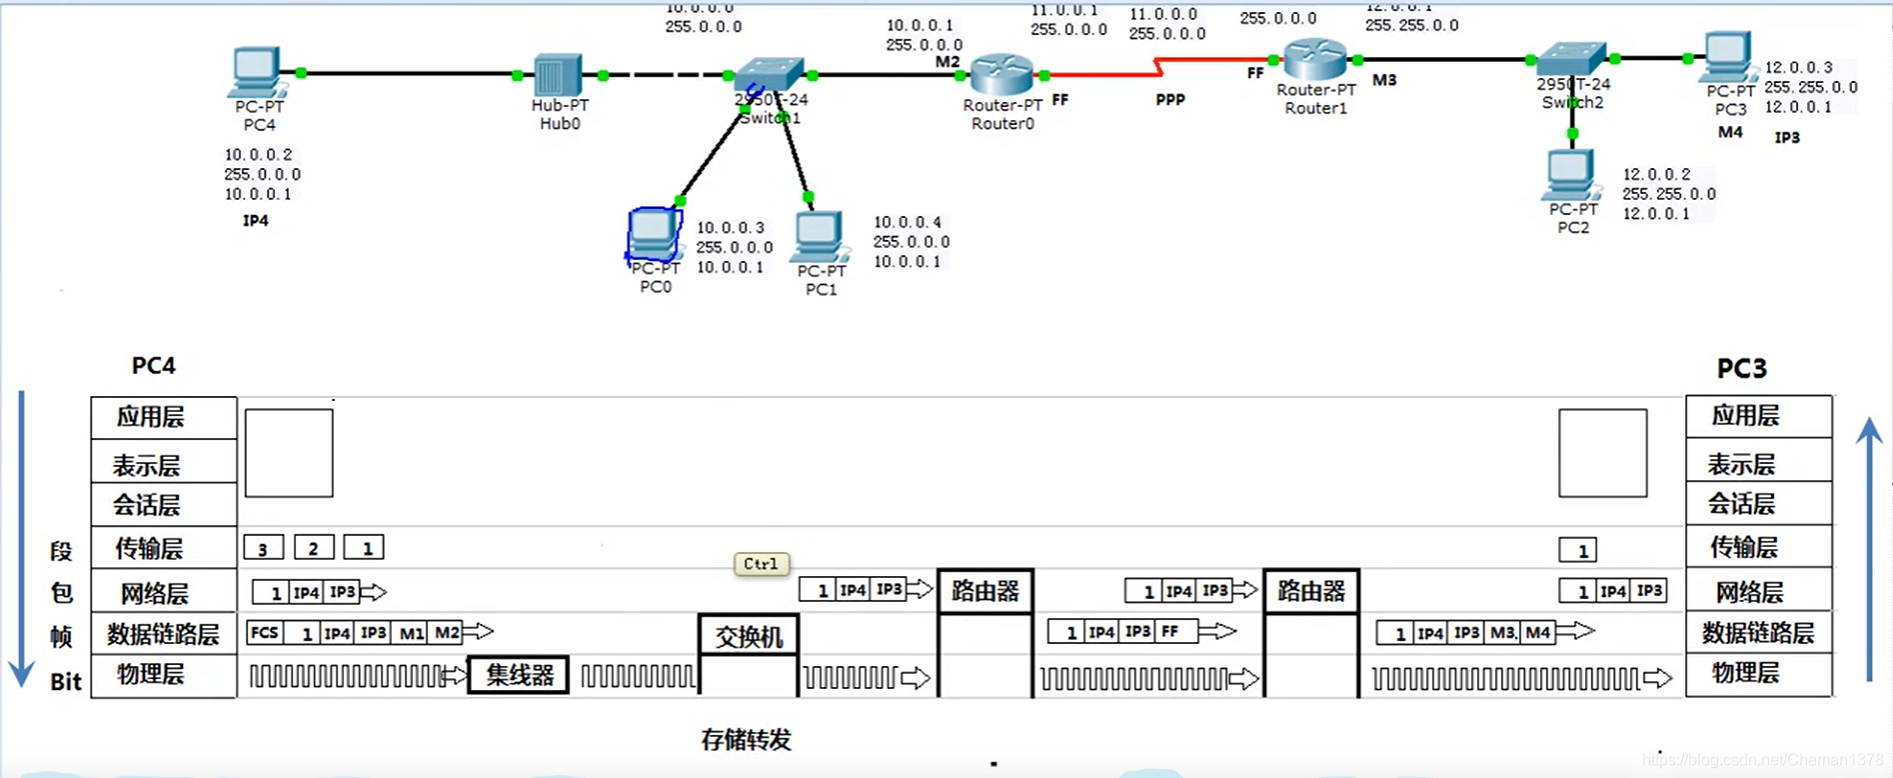 10.0.0.0
255.0.0.0
10.0.0.1
255.0.0.0
M2
11.0.0.1
255.0.0.0
11.0.0.0
255.0.0.0
255.0.0.0
12.0.0.1
255.255.0.0
PC-PT
PC4
10.0.0.2
255.0.0.0
10.0.0.1
IP4
Hub-PT
Hub0
2950T-24
Switch1
Router-PT
Router0
FF
PPP
FF
Router-PT
Router1
M3
2950T-24
Switch2
PC-PT
PC3
M4
12.0.0.3
255.255.0.0
12.0.0.1
IP3
PC-PT
PC0
10.0.0.3
255.0.0.0
10.0.0.1
PC-PT
PC1
10.0.0.4
255.0.0.0
10.0.0.1
PC-PT
PC2
12.0.0.2
255.255.0.0
12.0.0.1
PC4
PC3
应用层
应用层
表示层
表示层
会话层
会话层
段 传输层 3 2 1
Ctrl
1 传输层
包 网络层 1 IP4 IP3
1 IP4 IP3 路由器 1 IP4 IP3 路由器
1 IP4 IP3 网络层
帧 数据链路层 FCS 1 IP4 IP3 M1 M2
交换机 1 IP4 IP3 FF
1 IP4 IP3 M3. M4 数据链路层
Bit 物理层 集线器 物理层
存储转发
https://blog.csdn.net/Chaman1378